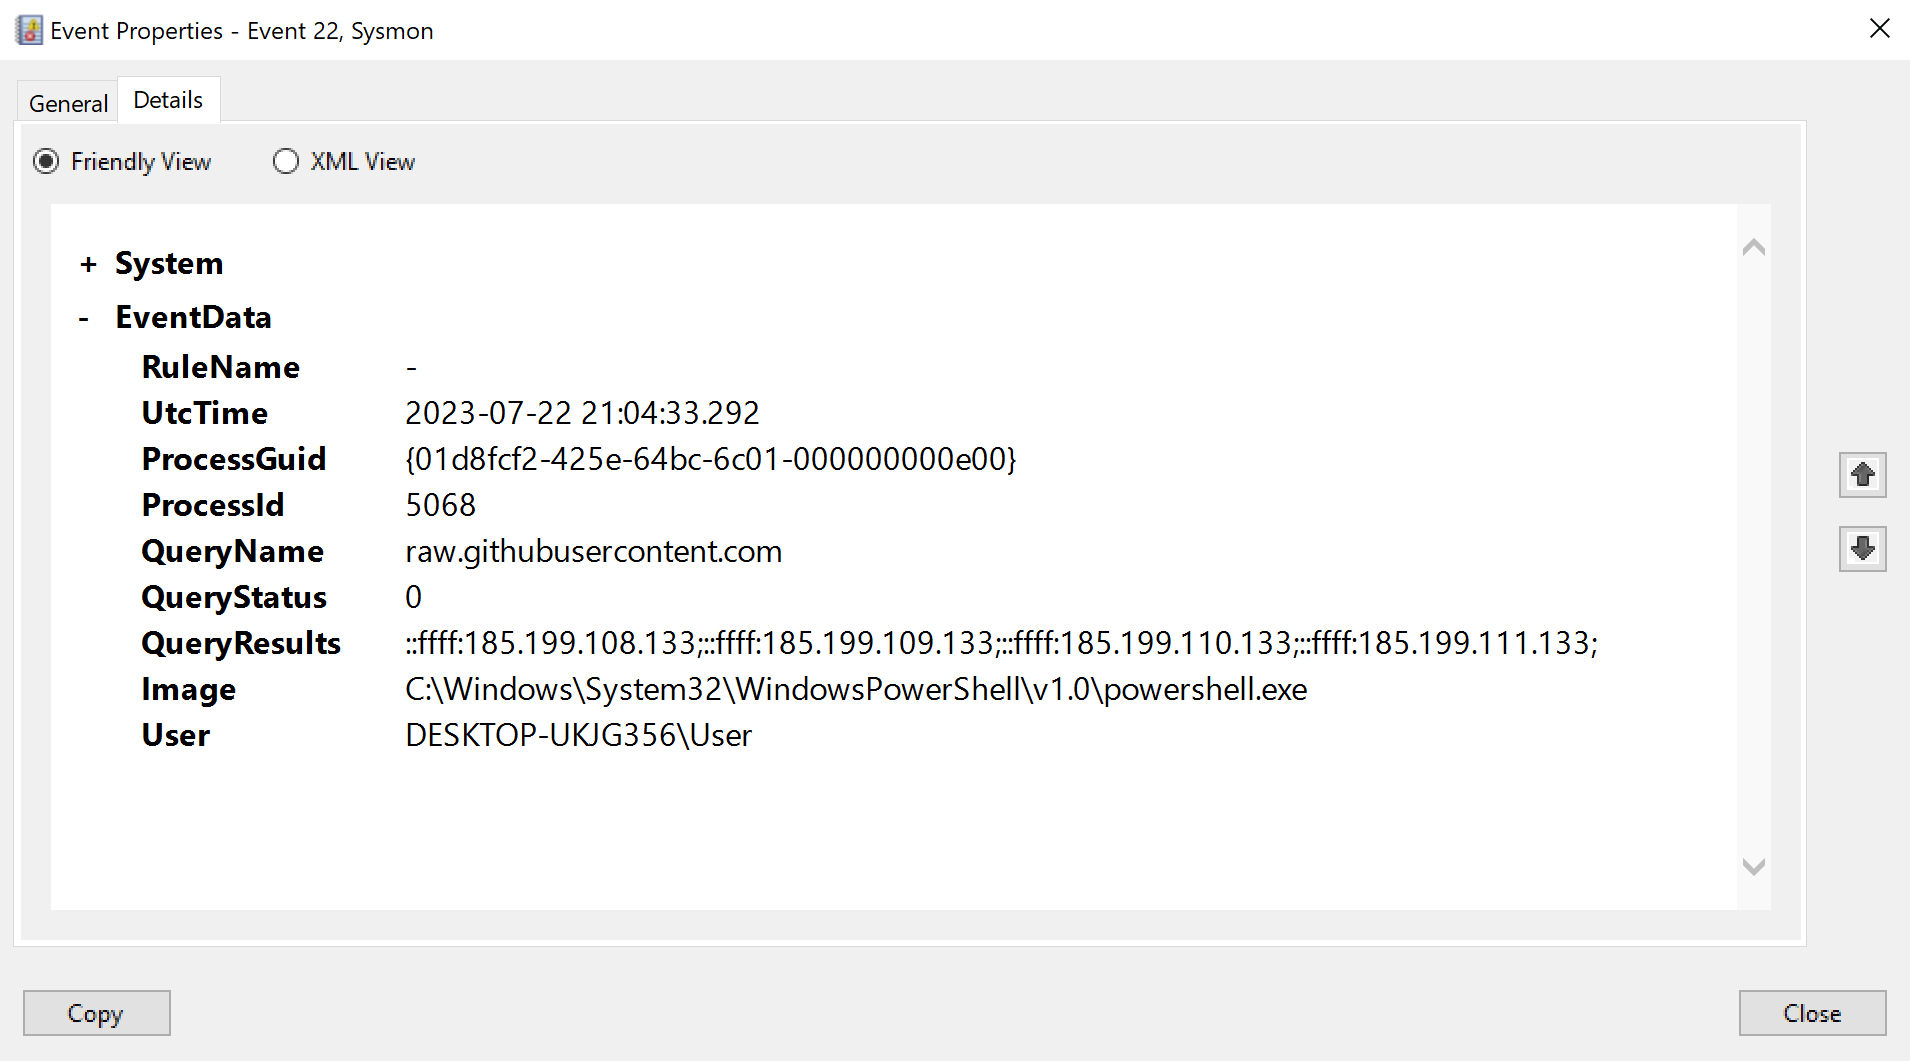 Event Properties - Event 22, Sysmon
General Details
Friendly View XML View
+ System
- EventData
RuleName -
UtcTime 2023-07-22 21:04:33.292
ProcessGuid {01d8fcf2-425e-64bc-6c01-000000000e00}
ProcessId 5068
QueryName raw.githubusercontent.com
QueryStatus 0
QueryResults ::ffff:185.199.108.133;::ffff:185.199.109.133;::ffff:185.199.110.133;::ffff:185.199.111.133;
Image C:\Windows\System32\WindowsPowerShell\v1.0\powershell.exe
User DESKTOP-UKJG356\User
Copy Close